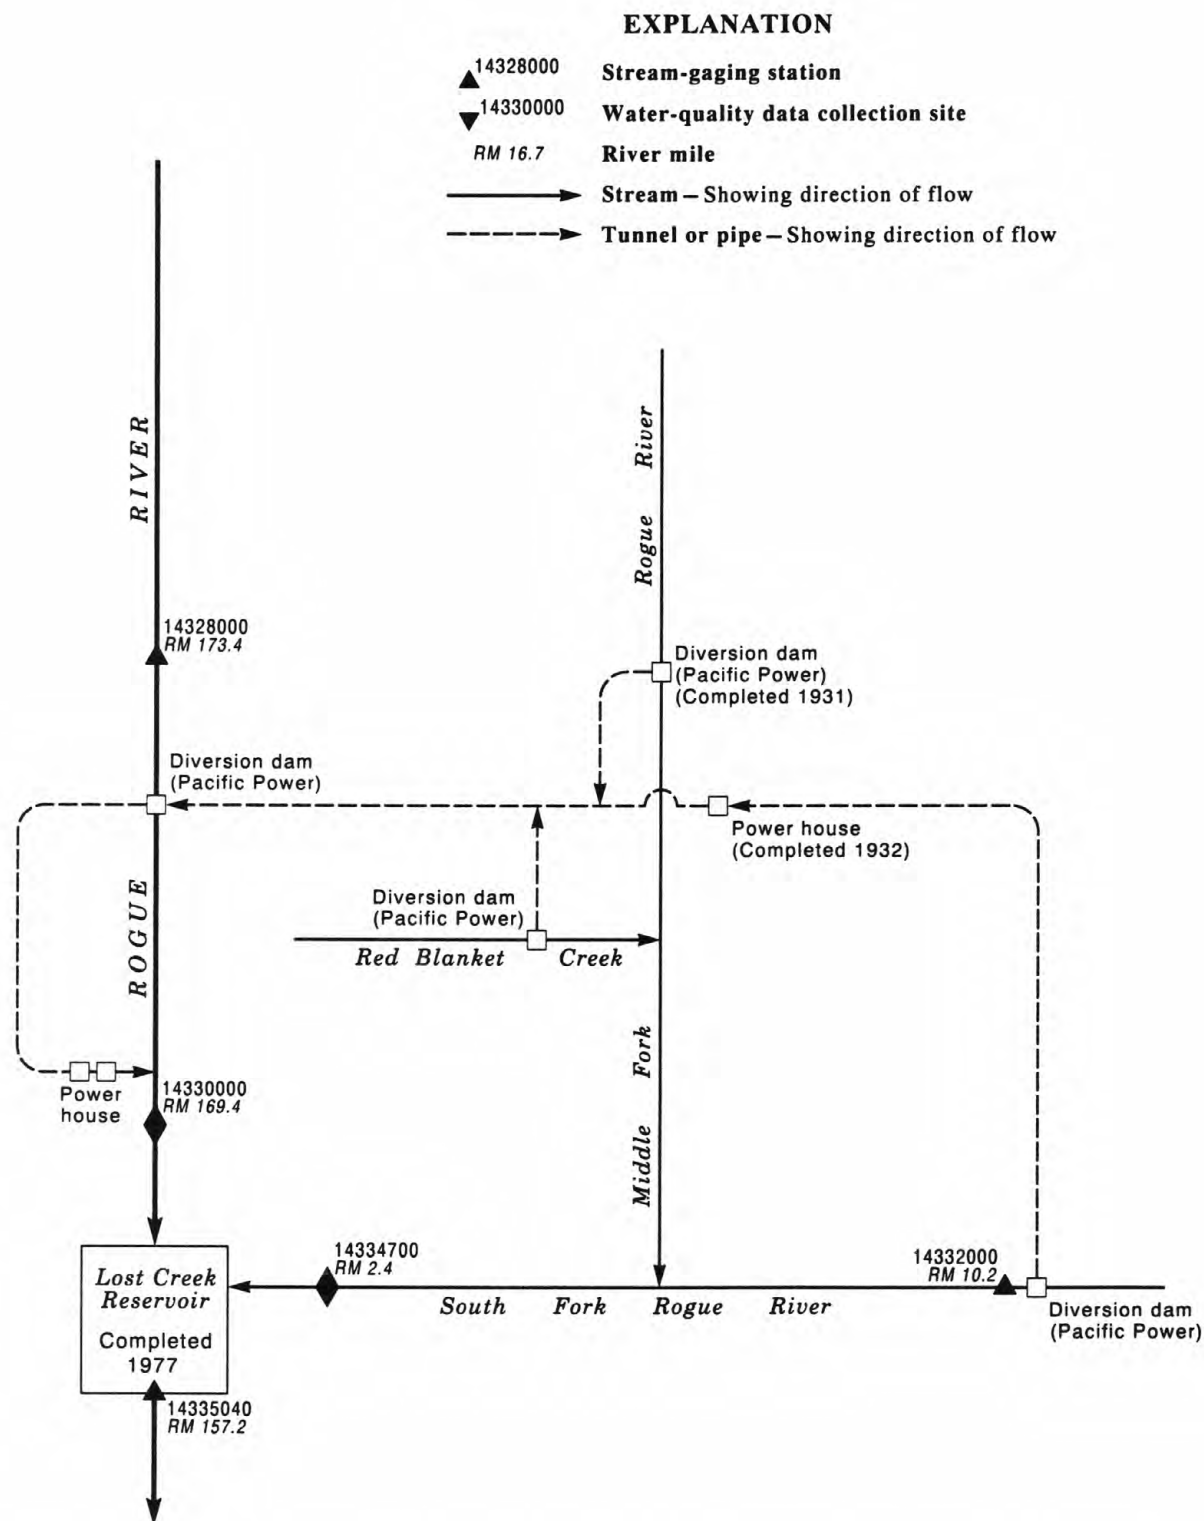 EXPLANATION
14328000 Stream-gaging station
14330000 Water-quality data collection site
RM 16.7 River mile
Stream — Showing direction of flow
Tunnel or pipe — Showing direction of flow
RIVER
Rogue River
14328000
RM 173.4
Diversion dam
(Pacific Power)
(Completed 1931)
Diversion dam
(Pacific Power)
Power house
(Completed 1932)
ROGUE
Diversion dam
(Pacific Power)
Red Blanket Creek
Middle Fork
Power
house
14330000
RM 169.4
14334700
RM 2.4
14332000
RM 10.2
Lost Creek
Reservoir
Completed
1977
South Fork Rogue River
Diversion dam
(Pacific Power)
14335040
RM 157.2